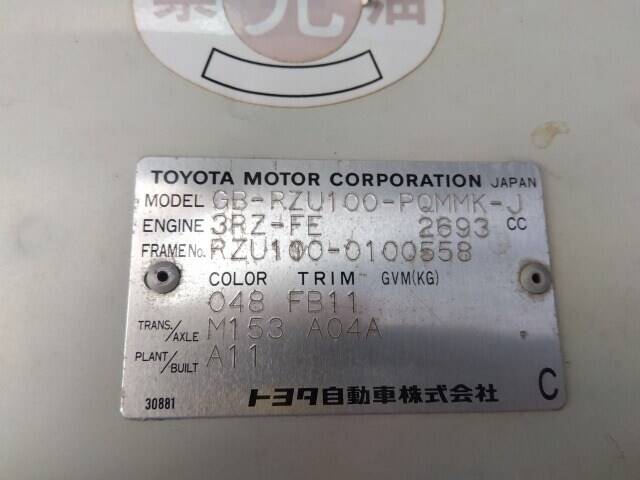 TOYOTA MOTOR CORPORATION JAPAN
MODEL GB-RZU100-PQMMK-J
ENGINE 3RZ-FE 2693 CC
FRAME No. RZU100-0100558
COLOR TRIM GVM(KG)
048 FB11
TRANS./AXLE M153 A04A
PLANT/BUILT A11
30881 トヨタ自動車株式会社 C